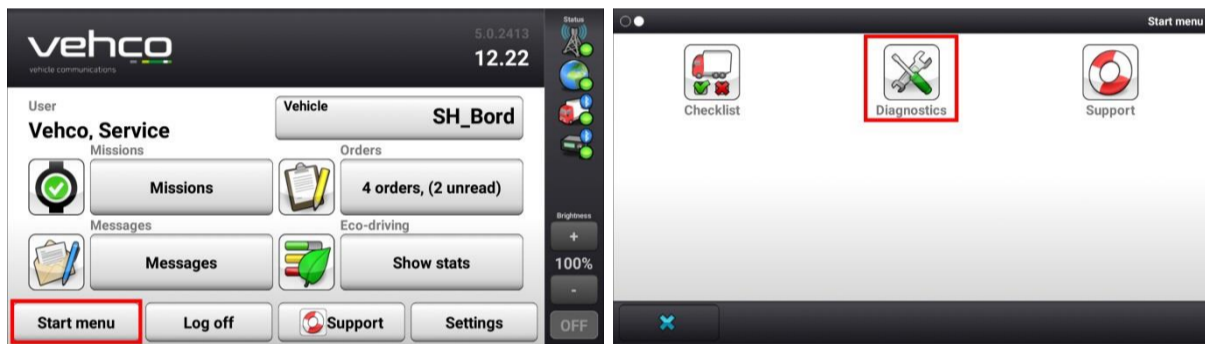 vehco
vehicle communications
5.0.2413
12.22
Status
User
Vehco, Service
Vehicle
SH_Bord
Missions
Missions
Orders
4 orders, (2 unread)
Messages
Messages
Eco-driving
Show stats
Brightness
+
100%
-
OFF
Start menu
Log off
Support
Settings
Start menu
Checklist
Diagnostics
Support